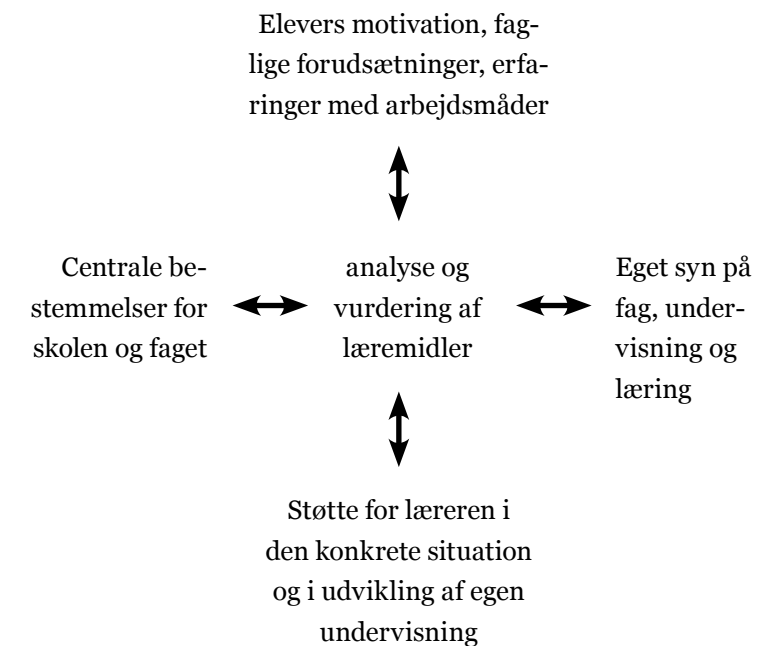 Elevers motivation, fag-
lige forudsætninger, erfa-
ringer med arbejdsmåder
Centrale be-
stemmelser for
skolen og faget
analyse og
vurdering af
læremidler
Eget syn på
fag, under-
visning og
læring
Støtte for læreren i
den konkrete situation
og i udvikling af egen
undervisning